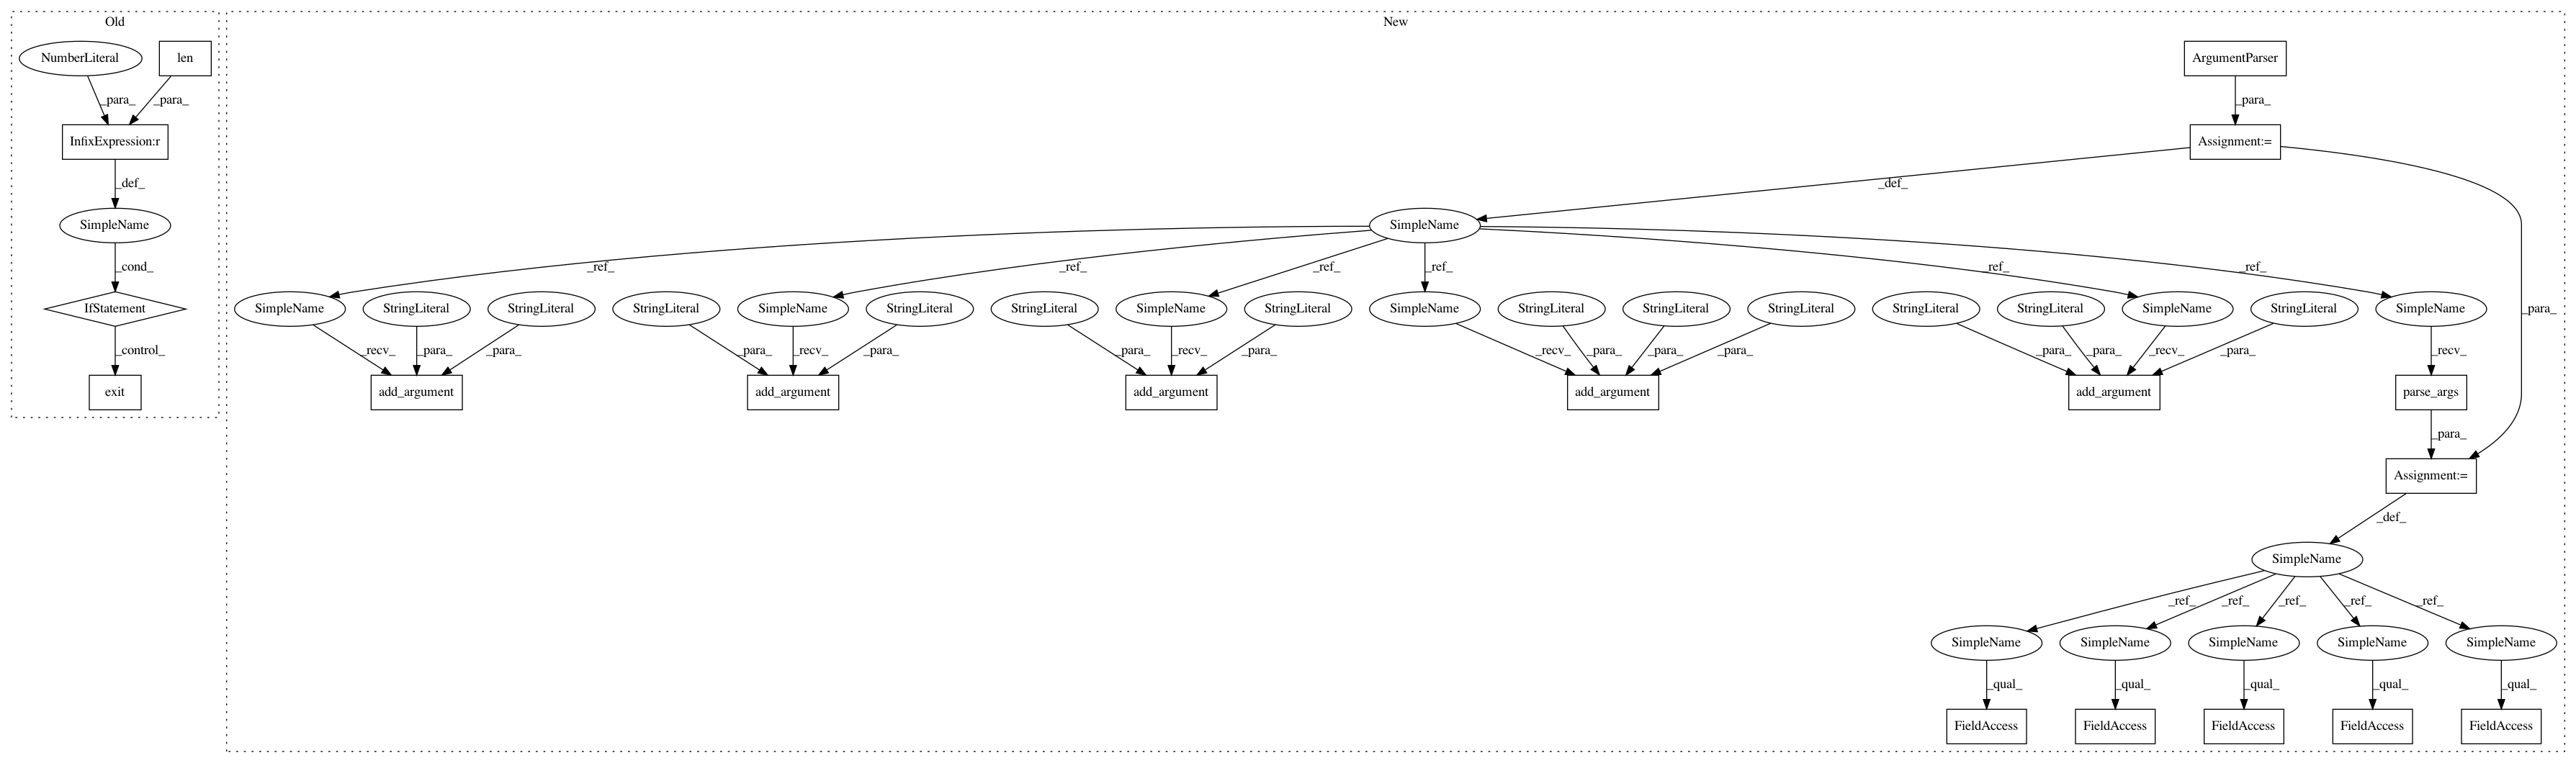 Old
New
NumberLiteral
len
ArgumentParser
_para_
_para_
_para_
InfixExpression:r
Assignment:=
_def_
_def_
SimpleName
SimpleName
_cond_
_ref_
_ref_
_ref_
_ref_
_ref_
_ref_
IfStatement
SimpleName
StringLiteral
StringLiteral
StringLiteral
SimpleName
StringLiteral
StringLiteral
SimpleName
StringLiteral
SimpleName
StringLiteral
StringLiteral
StringLiteral
StringLiteral
StringLiteral
SimpleName
StringLiteral
SimpleName
_para_
_control_
_recv_
_para_
_para_
_para_
_recv_
_para_
_para_
_recv_
_para_
_recv_
_para_
_para_
_para_
_para_
_para_
_recv_
_para_
_recv_
exit
add_argument
add_argument
add_argument
add_argument
add_argument
parse_args
_para_
Assignment:=
_def_
SimpleName
_ref_
_ref_
_ref_
_ref_
_ref_
SimpleName
SimpleName
SimpleName
SimpleName
SimpleName
_qual_
_qual_
_qual_
_qual_
_qual_
FieldAccess
FieldAccess
FieldAccess
FieldAccess
FieldAccess